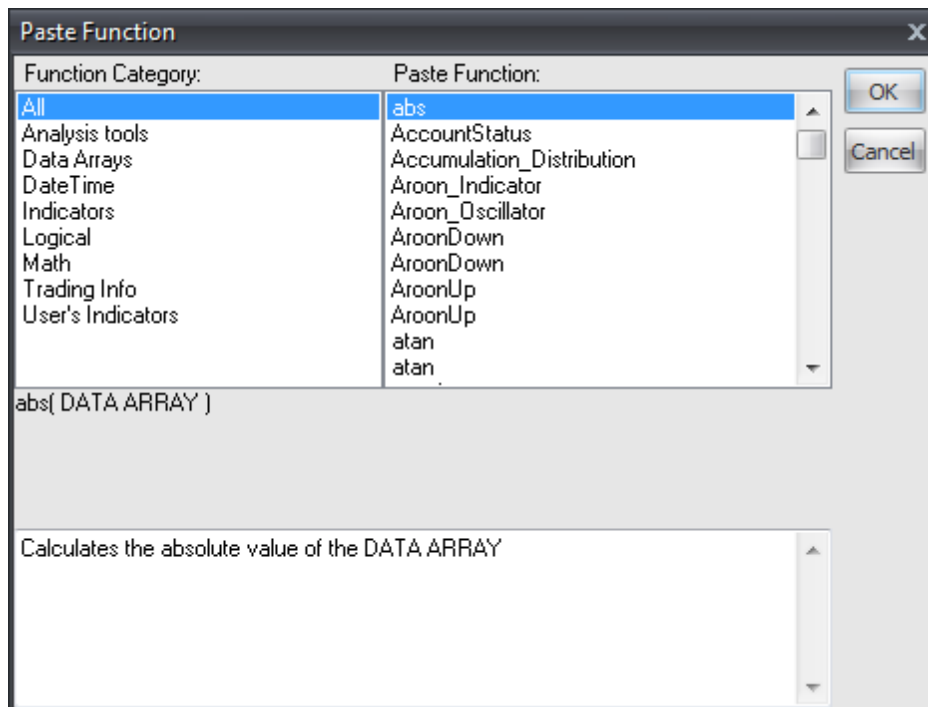 Paste Function
Function Category:
Paste Function:
All
Analysis tools
Data Arrays
DateTime
Indicators
Logical
Math
Trading Info
User's Indicators
abs
AccountStatus
Accumulation_Distribution
Aroon_Indicator
Aroon_Oscillator
AroonDown
AroonDown
AroonUp
AroonUp
atan
atan
OK
Cancel
abs( DATA ARRAY )
Calculates the absolute value of the DATA ARRAY